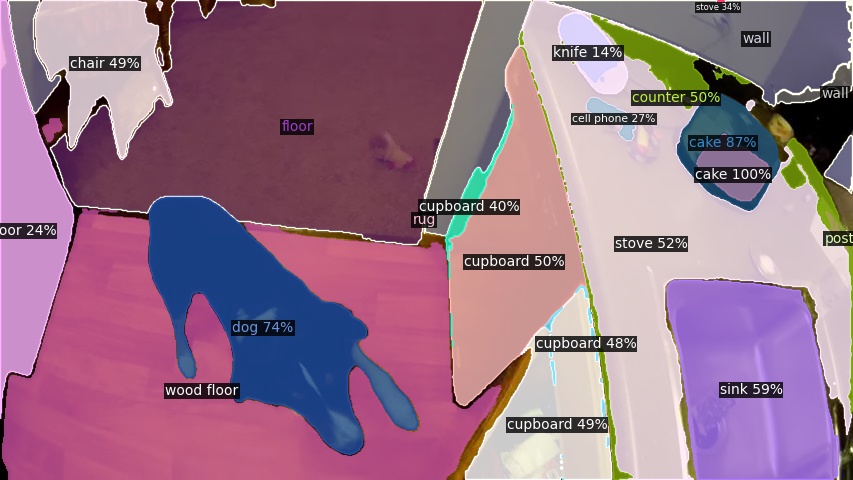 stove 34%
wall
knife 14%
chair 49%
wall
counter 50%
cell phone 27%
floor
cake 87%
cake 100%
cupboard 40%
rug
oor 24%
post
stove 52%
cupboard 50%
dog 74%
cupboard 48%
wood floor
sink 59%
cupboard 49%